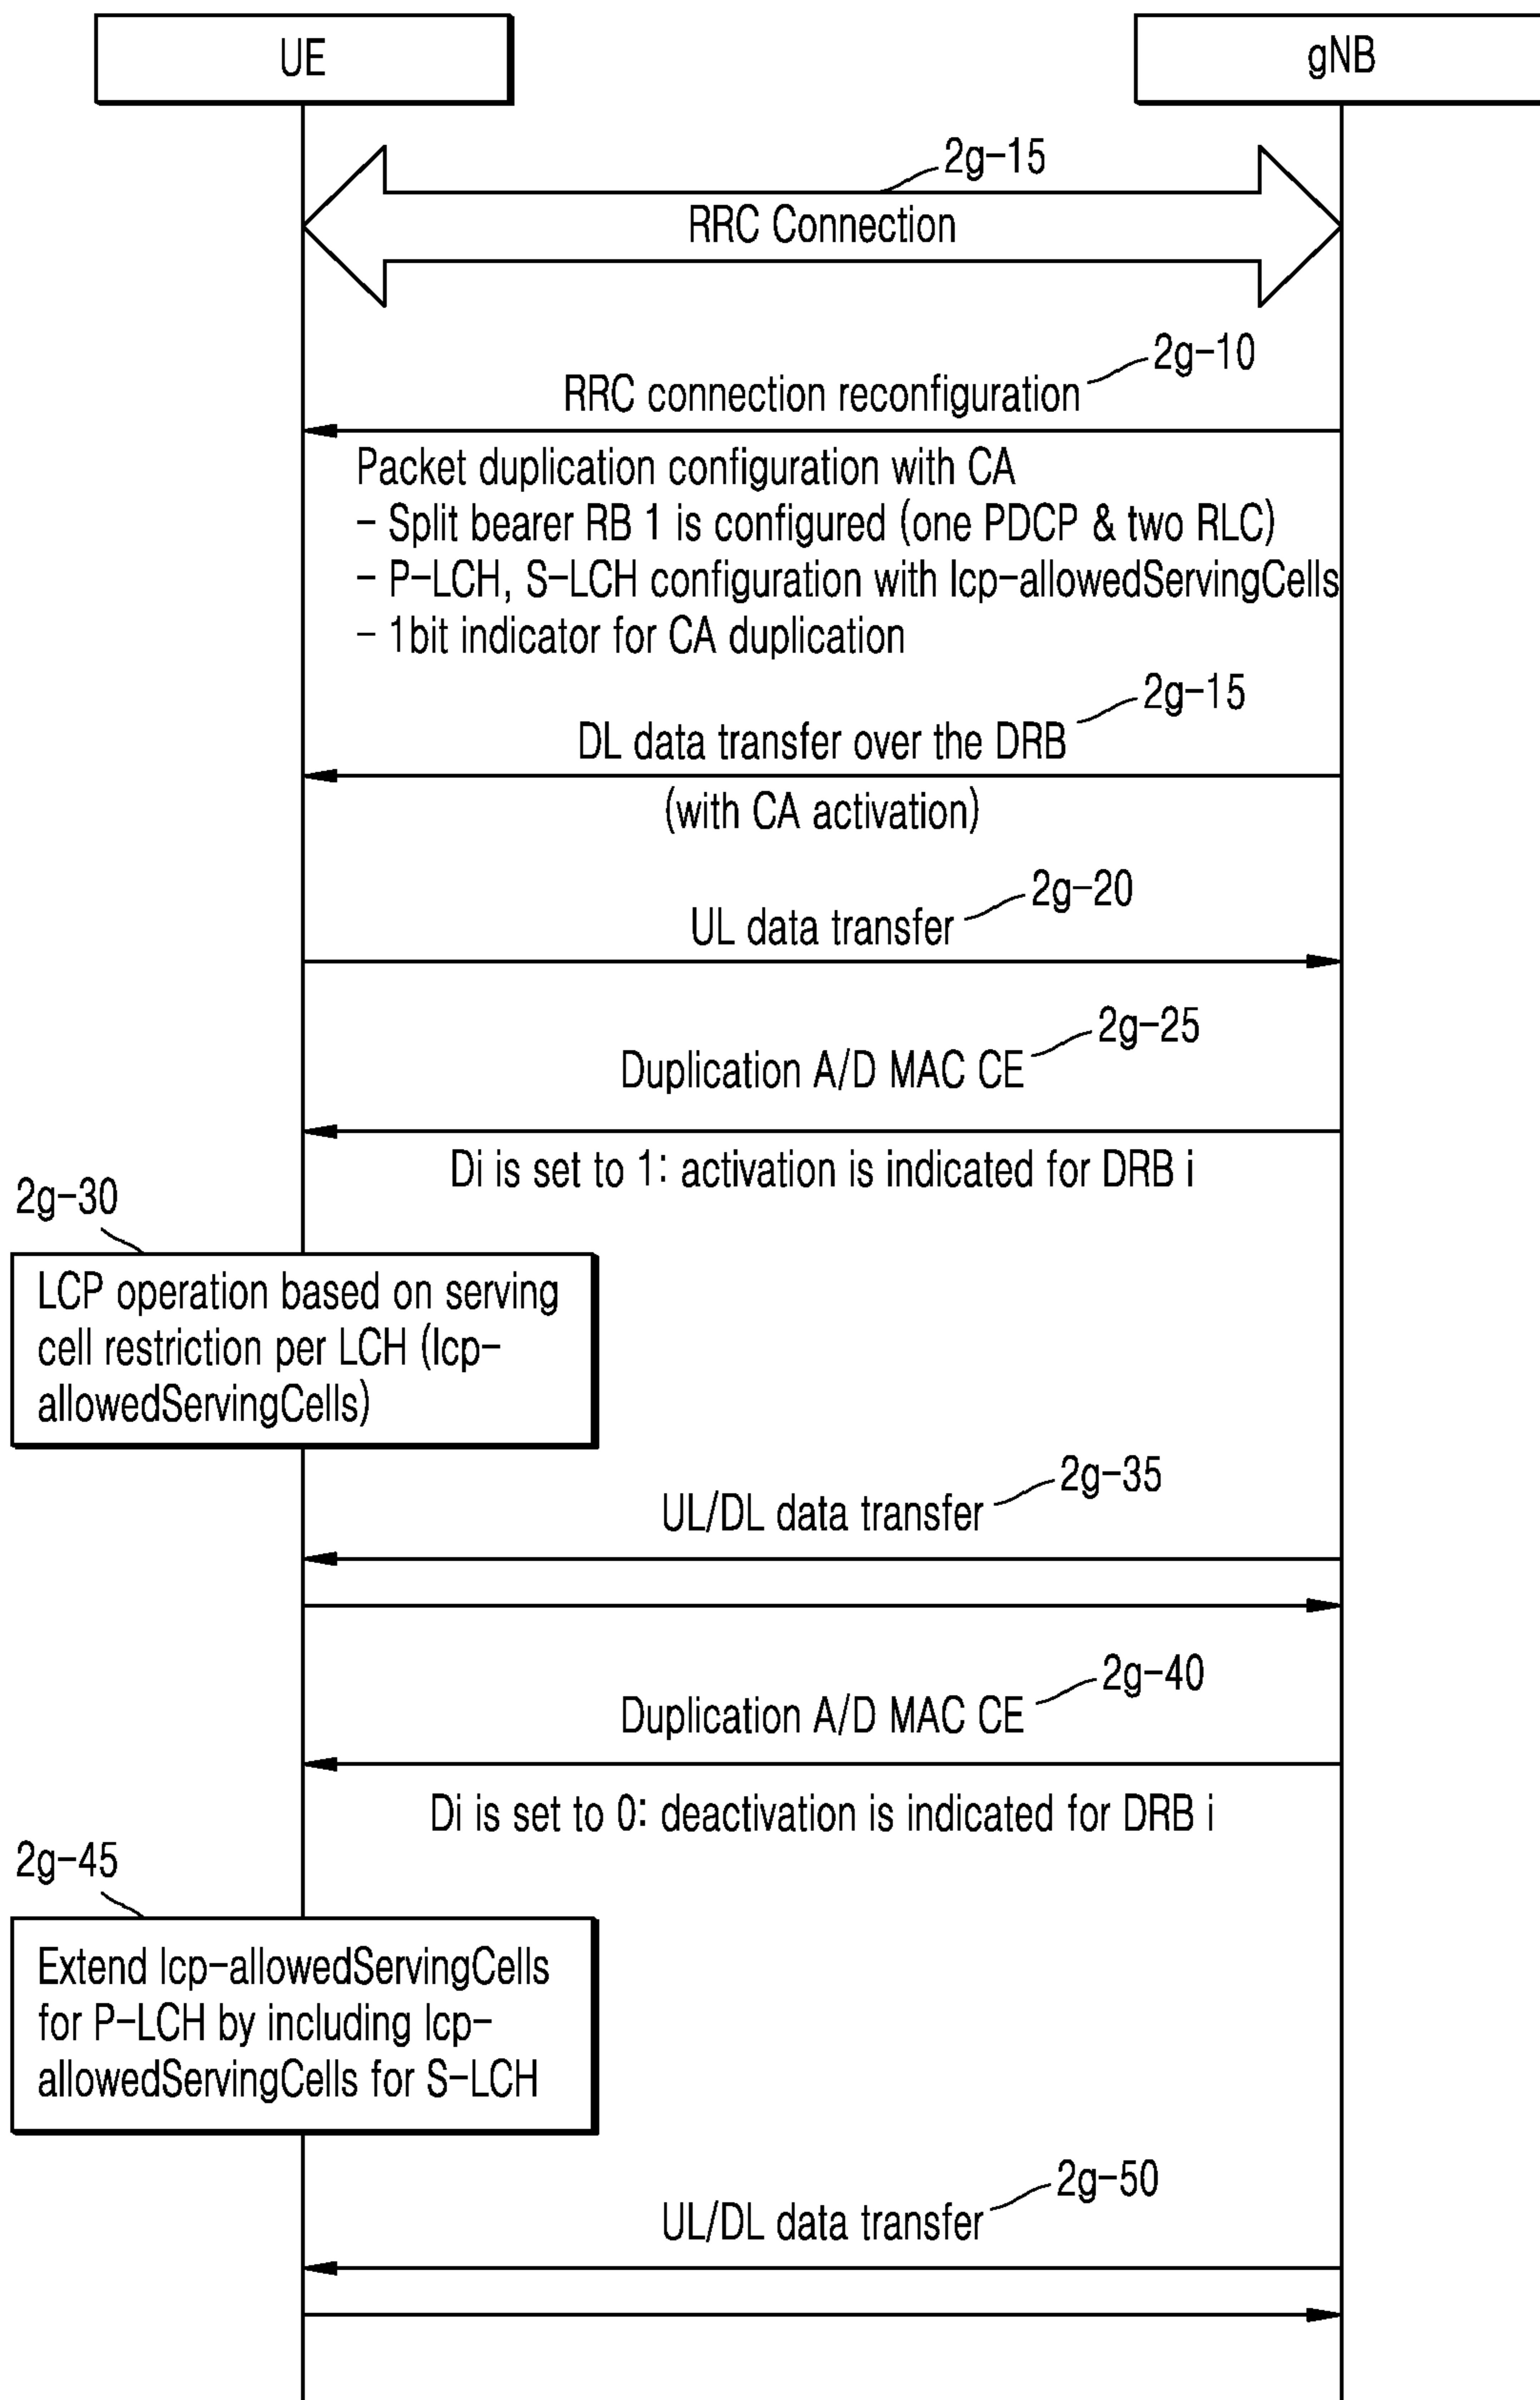 UE
gNB
2g-15
RRC Connection
2g-10
RRC connection reconfiguration
Packet duplication configuration with CA
- Split bearer RB 1 is configured (one PDCP & two RLC)
- P-LCH, S-LCH configuration with lcp-allowedServingCells
- 1bit indicator for CA duplication
2g-15
DL data transfer over the DRB
(with CA activation)
2g-20
UL data transfer
2g-25
Duplication A/D MAC CE
Di is set to 1: activation is indicated for DRB i
2g-30
LCP operation based on serving
cell restriction per LCH (lcp-
allowedServingCells)
2g-35
UL/DL data transfer
2g-40
Duplication A/D MAC CE
Di is set to 0: deactivation is indicated for DRB i
2g-45
Extend lcp-allowedServingCells
for P-LCH by including lcp-
allowedServingCells for S-LCH
2g-50
UL/DL data transfer